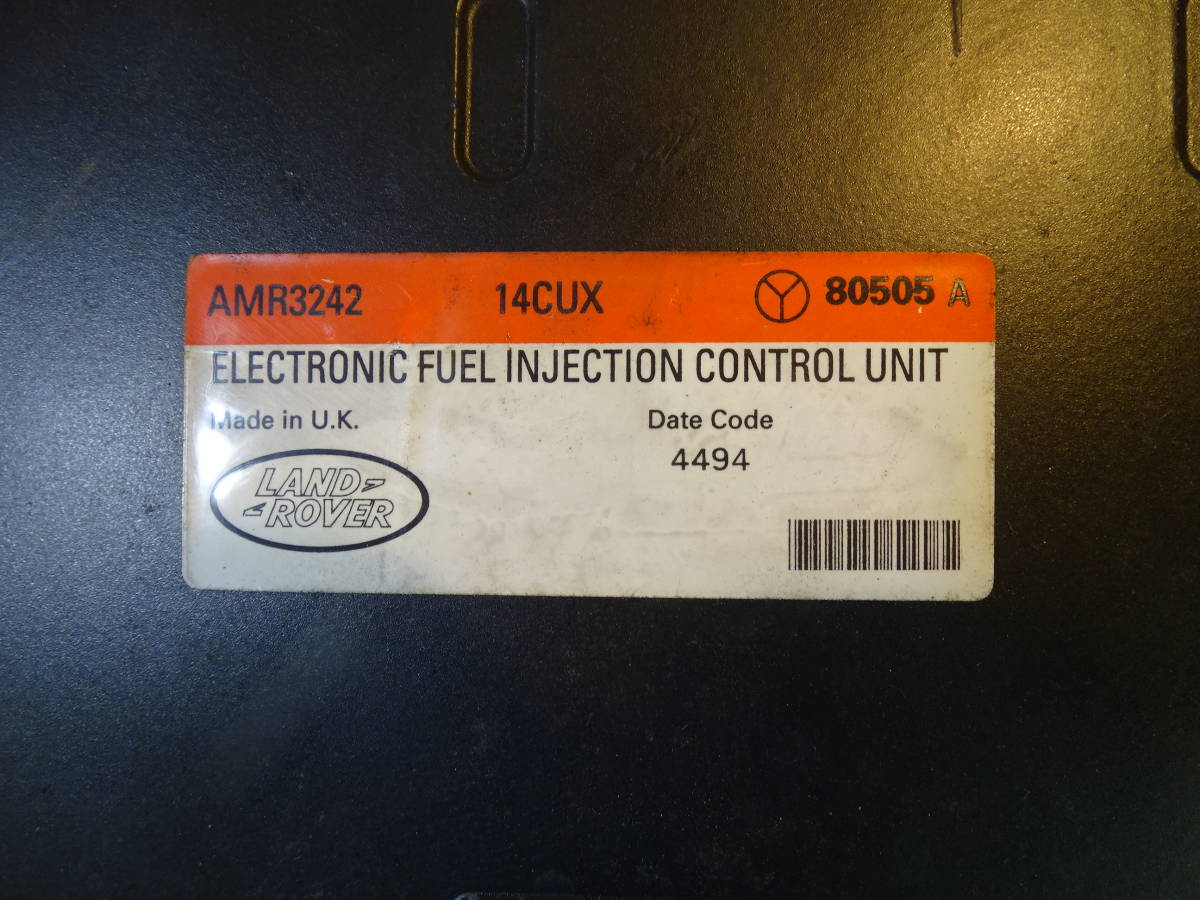 AMR3242 14CUX 80505 A
ELECTRONIC FUEL INJECTION CONTROL UNIT
Made in U.K. Date Code
4494
LAND
ROVER